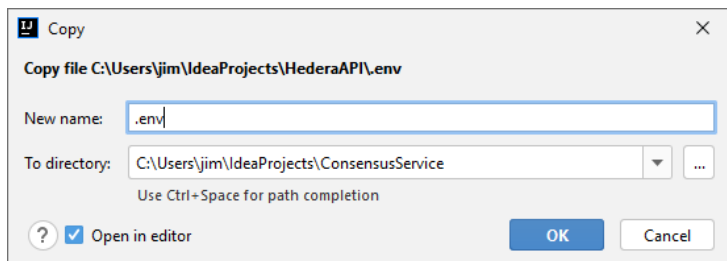 IJ Copy
Copy file C:\Users\jim\IdeaProjects\HederaAPI\.env
New name: .env
To directory: C:\Users\jim\IdeaProjects\ConsensusService ...
Use Ctrl+Space for path completion
? Open in editor OK Cancel